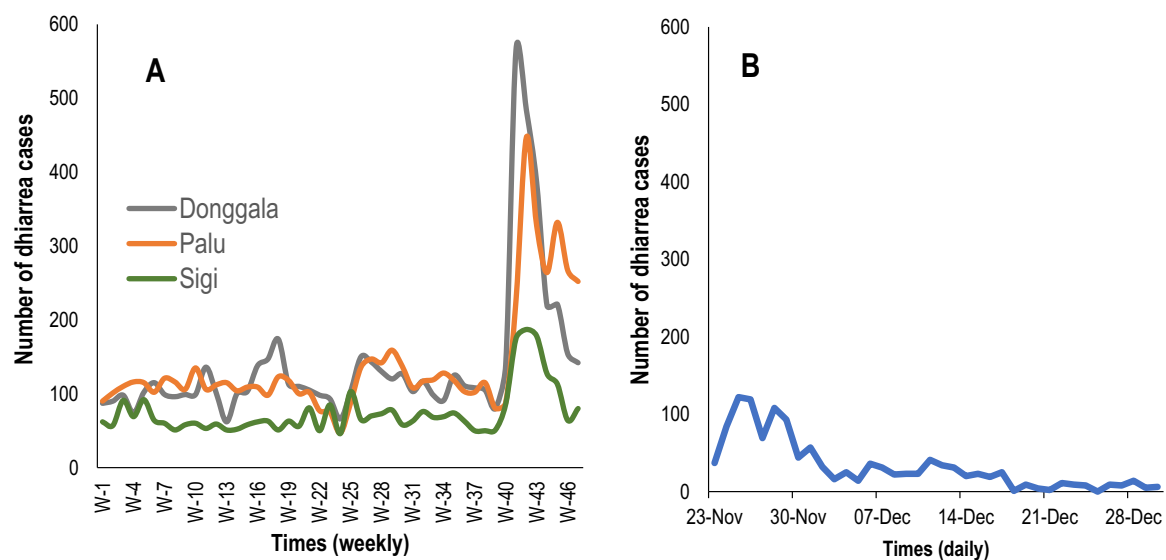 A
Number of dhiarrea cases
600
500
400
300
200
100
0
Donggala
Palu
Sigi
W-1
W-4
W-7
W-10
W-13
W-16
W-19
W-22
W-25
W-28
W-31
W-34
W-37
W-40
W-43
W-46
Times (weekly)
B
Number of dhiarrea cases
600
500
400
300
200
100
0
23-Nov 30-Nov 07-Dec 14-Dec 21-Dec 28-Dec
Times (daily)